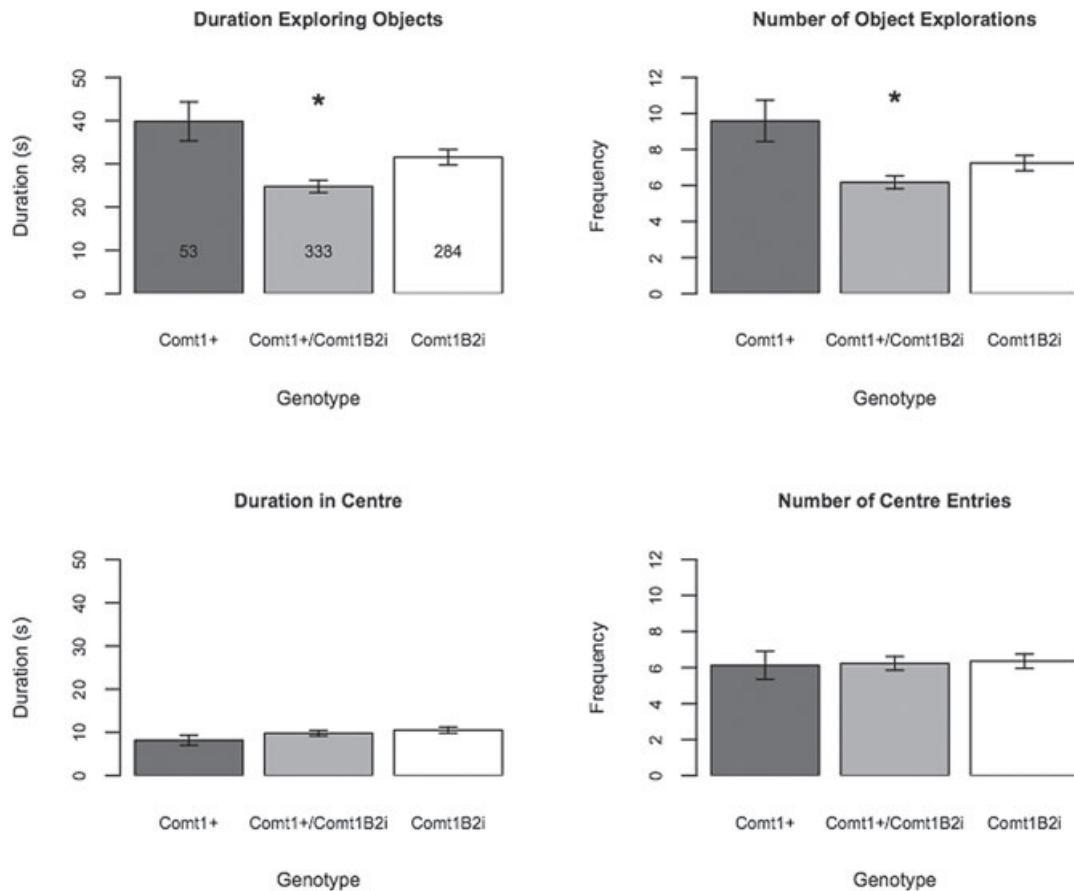 Duration Exploring Objects
Duration (s)
50
40
30
20
10
0
*
53
333
284
Comt1+
Comt1+/Comt1B2i
Comt1B2i
Genotype
Number of Object Explorations
Frequency
12
10
8
6
4
2
0
*
Comt1+
Comt1+/Comt1B2i
Comt1B2i
Genotype
Duration in Centre
Duration (s)
50
40
30
20
10
0
Comt1+
Comt1+/Comt1B2i
Comt1B2i
Genotype
Number of Centre Entries
Frequency
12
10
8
6
4
2
0
Comt1+
Comt1+/Comt1B2i
Comt1B2i
Genotype